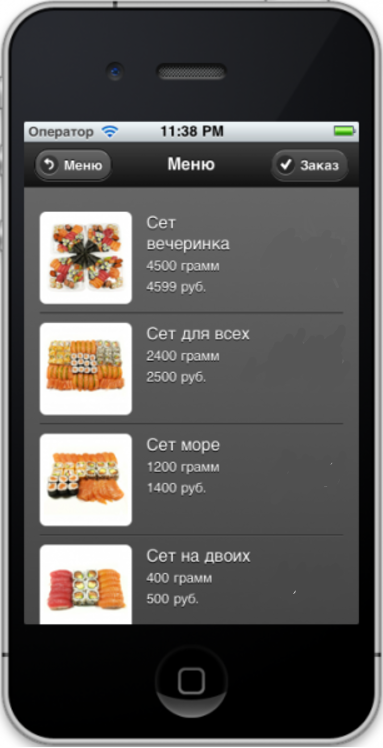 Оператор 11:38 PM
Меню Меню Заказ
Сет
вечеринка
4500 грамм
4599 руб.
Сет для всех
2400 грамм
2500 руб.
Сет море
1200 грамм
1400 руб.
Сет на двоих
400 грамм
500 руб.